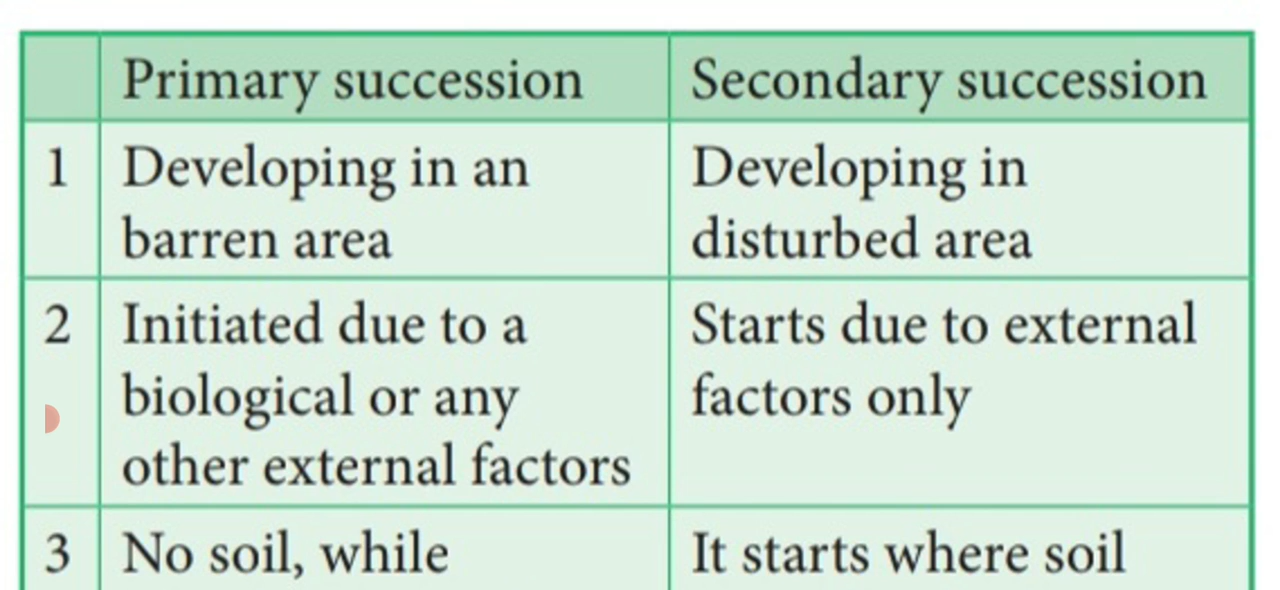 Primary succession
Secondary succession
1
Developing in an
barren area
Developing in
disturbed area
2
Initiated due to a
biological or any
other external factors
Starts due to external
factors only
3
No soil, while
It starts where soil